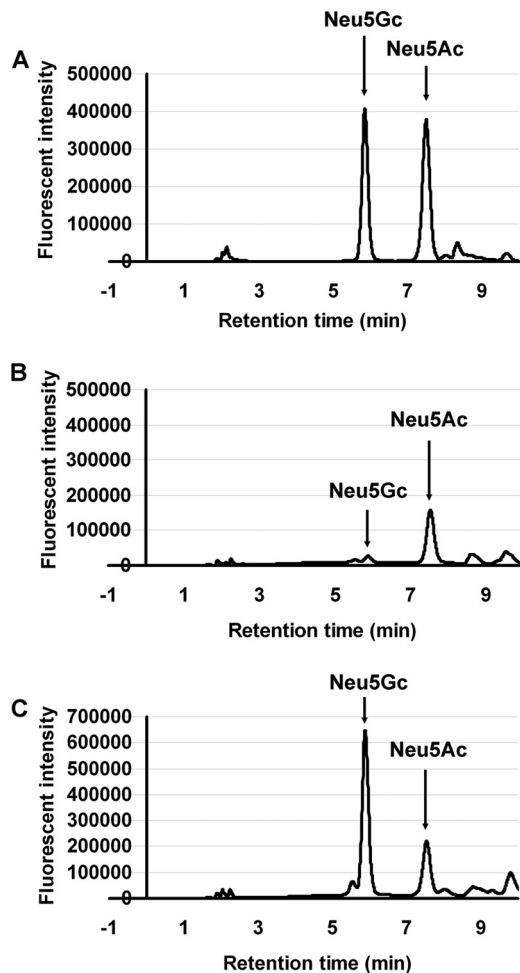 Neu5Gc
Neu5Ac
A
500000
400000
300000
200000
100000
0
Fluorescent intensity
-1 1 3 5 7 9
Retention time (min)
B
Neu5Ac
Neu5Gc
500000
400000
300000
200000
100000
0
Fluorescent intensity
-1 1 3 5 7 9
Retention time (min)
Neu5Gc
C
Neu5Ac
700000
600000
500000
400000
300000
200000
100000
0
Fluorescent intensity
-1 1 3 5 7 9
Retention time (min)